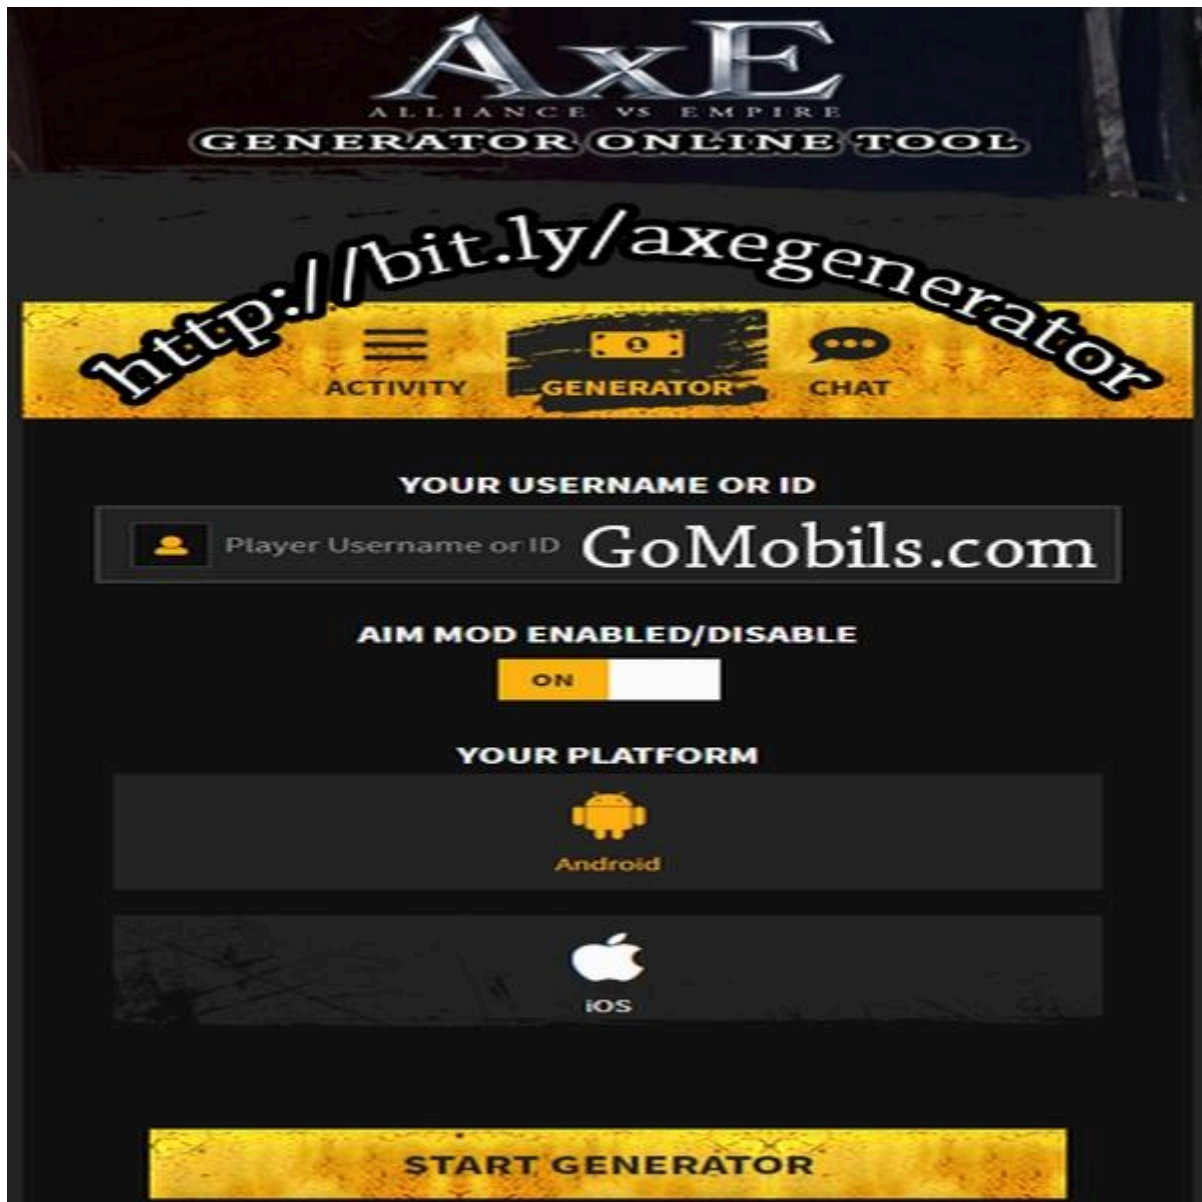 AxE
ALLIANCE VS EMPIRE
GENERATOR ONLINE TOOL
http://bit.ly/axegenerator
ACTIVITY GENERATOR CHAT
YOUR USERNAME OR ID
Player Username or ID GoMobils.com
AIM MOD ENABLED/DISABLE
ON
YOUR PLATFORM
Android
iOS
START GENERATOR